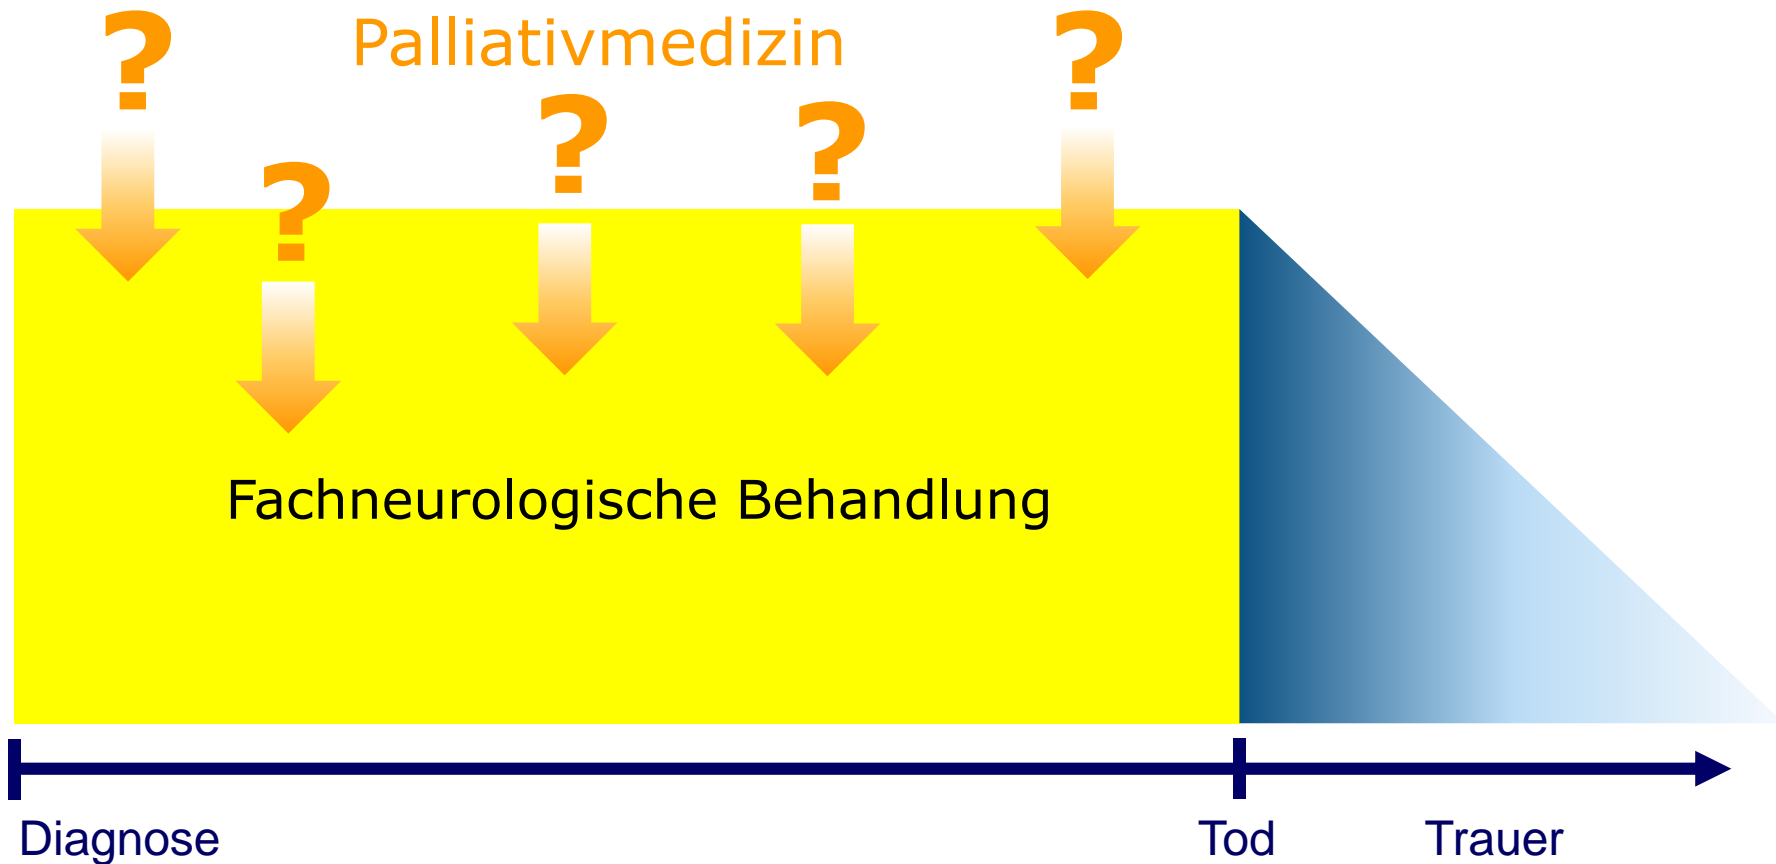 ?
Palliativmedizin
?
?
?
?
Fachneurologische Behandlung
Diagnose
Tod
Trauer